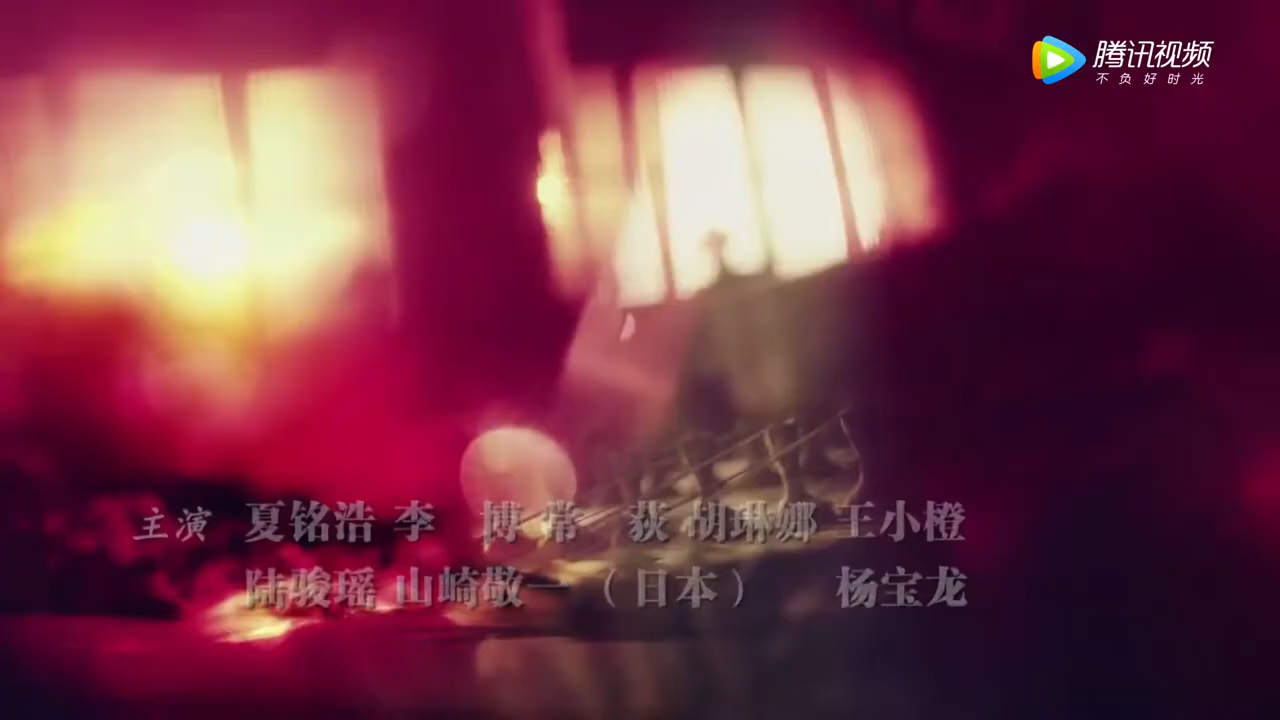 腾讯视频
不负好时光
主演 夏铭浩 李 博 常 荻 胡琳娜 王小橙
陆骏瑶 山崎敬一（日本） 杨宝龙